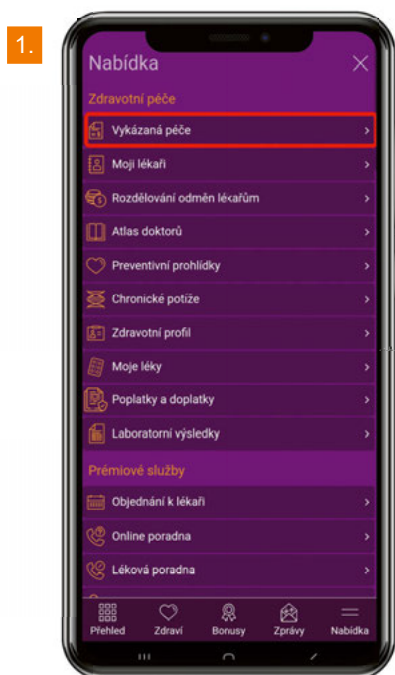 1.
Nabídka
Zdravotní péče
Vykázaná péče
Moji lékaři
Rozdělování odměn lékařům
Atlas doktorů
Preventivní prohlídky
Chronické potíže
Zdravotní profil
Moje léky
Poplatky a doplatky
Laboratorní výsledky
Prémiové služby
Objednání k lékaři
Online poradna
Léková poradna
Přehled Zdraví Bonusy Zprávy Nabídka